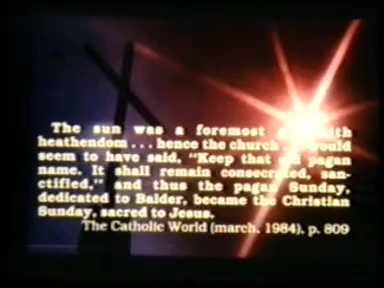 The sun was a foremost with
heathendom . . . hence the church . . would
seem to have said, "Keep that pagan
name. It shall remain consecrated, sanc-
tified," and thus the pagan Sunday,
dedicated to Balder, became the Christian
Sunday, sacred to Jesus.
The Catholic World (march, 1984), p. 809